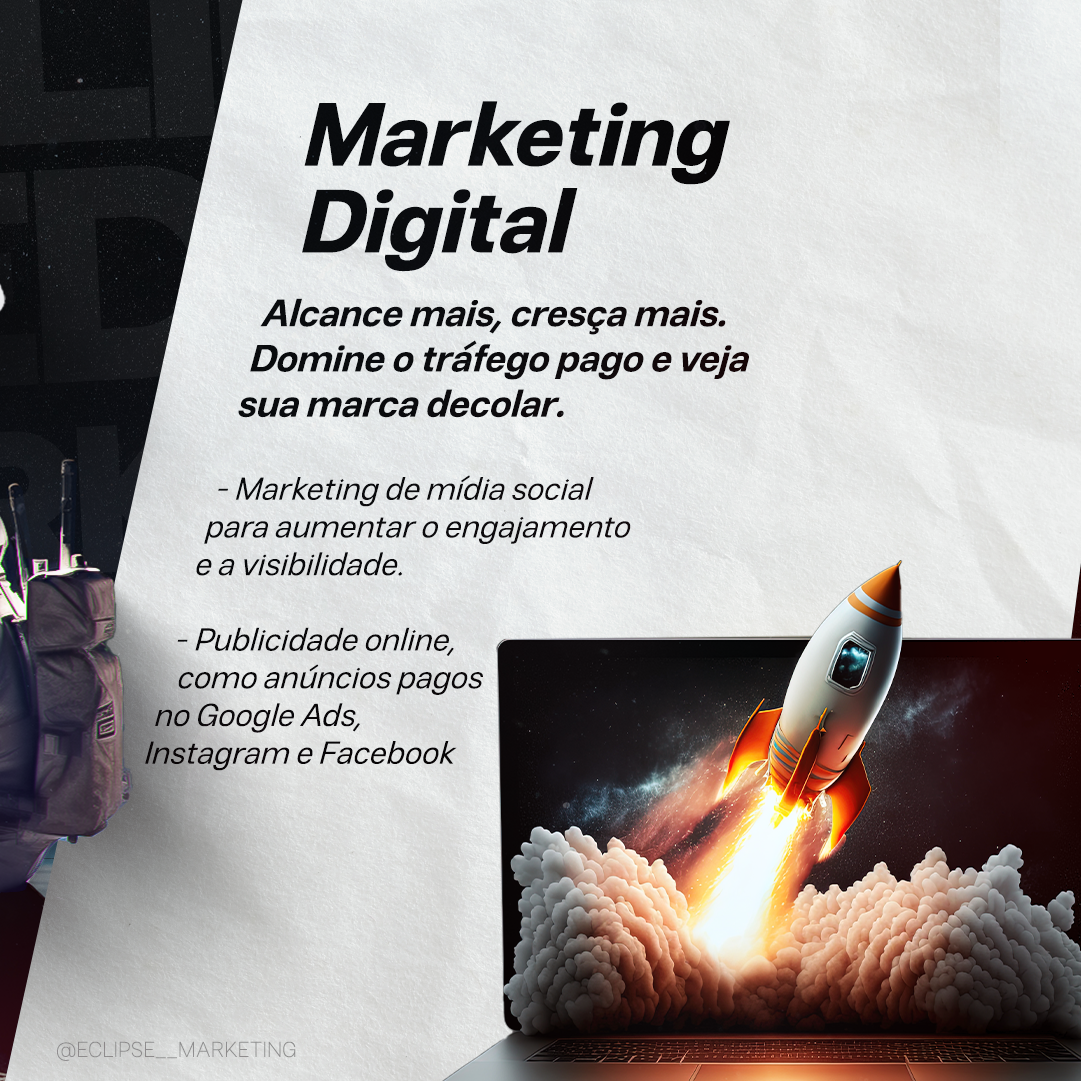 Marketing
Digital
Alcance mais, cresça mais.
Domine o tráfego pago e veja
sua marca decolar.
- Marketing de mídia social
para aumentar o engajamento
e a visibilidade.
- Publicidade online,
como anúncios pagos
no Google Ads,
Instagram e Facebook
@ECLIPSE__MARKETING